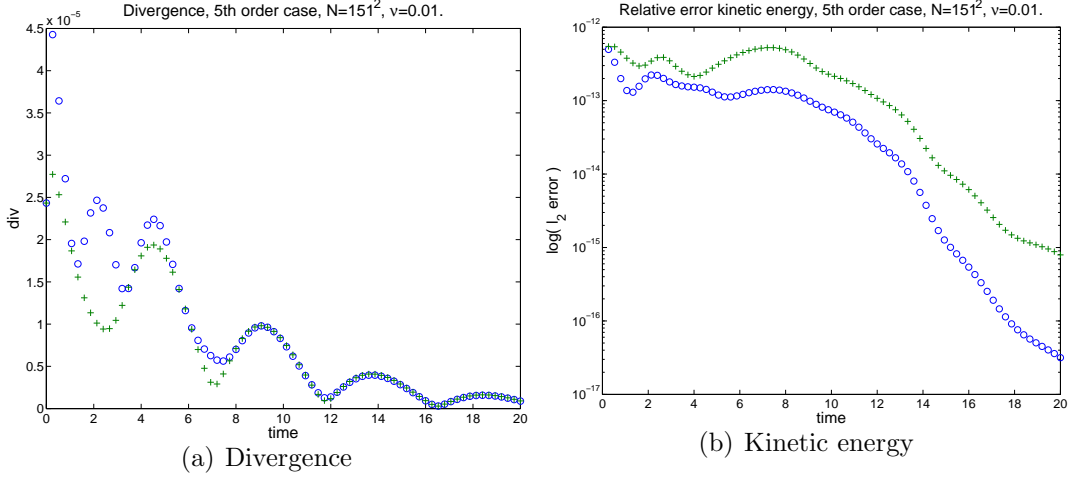 Divergence, 5th order case, N=151², ν=0.01.
x 10⁻⁵
4.5
4
3.5
3
2.5
2
1.5
1
0.5
0
div
0 2 4 6 8 10 12 14 16 18 20
time
(a) Divergence
Relative error kinetic energy, 5th order case, N=151², ν=0.01.
10⁻¹²
10⁻¹³
10⁻¹⁴
10⁻¹⁵
10⁻¹⁶
10⁻¹⁷
log( l₂ error )
0 2 4 6 8 10 12 14 16 18 20
time
(b) Kinetic energy